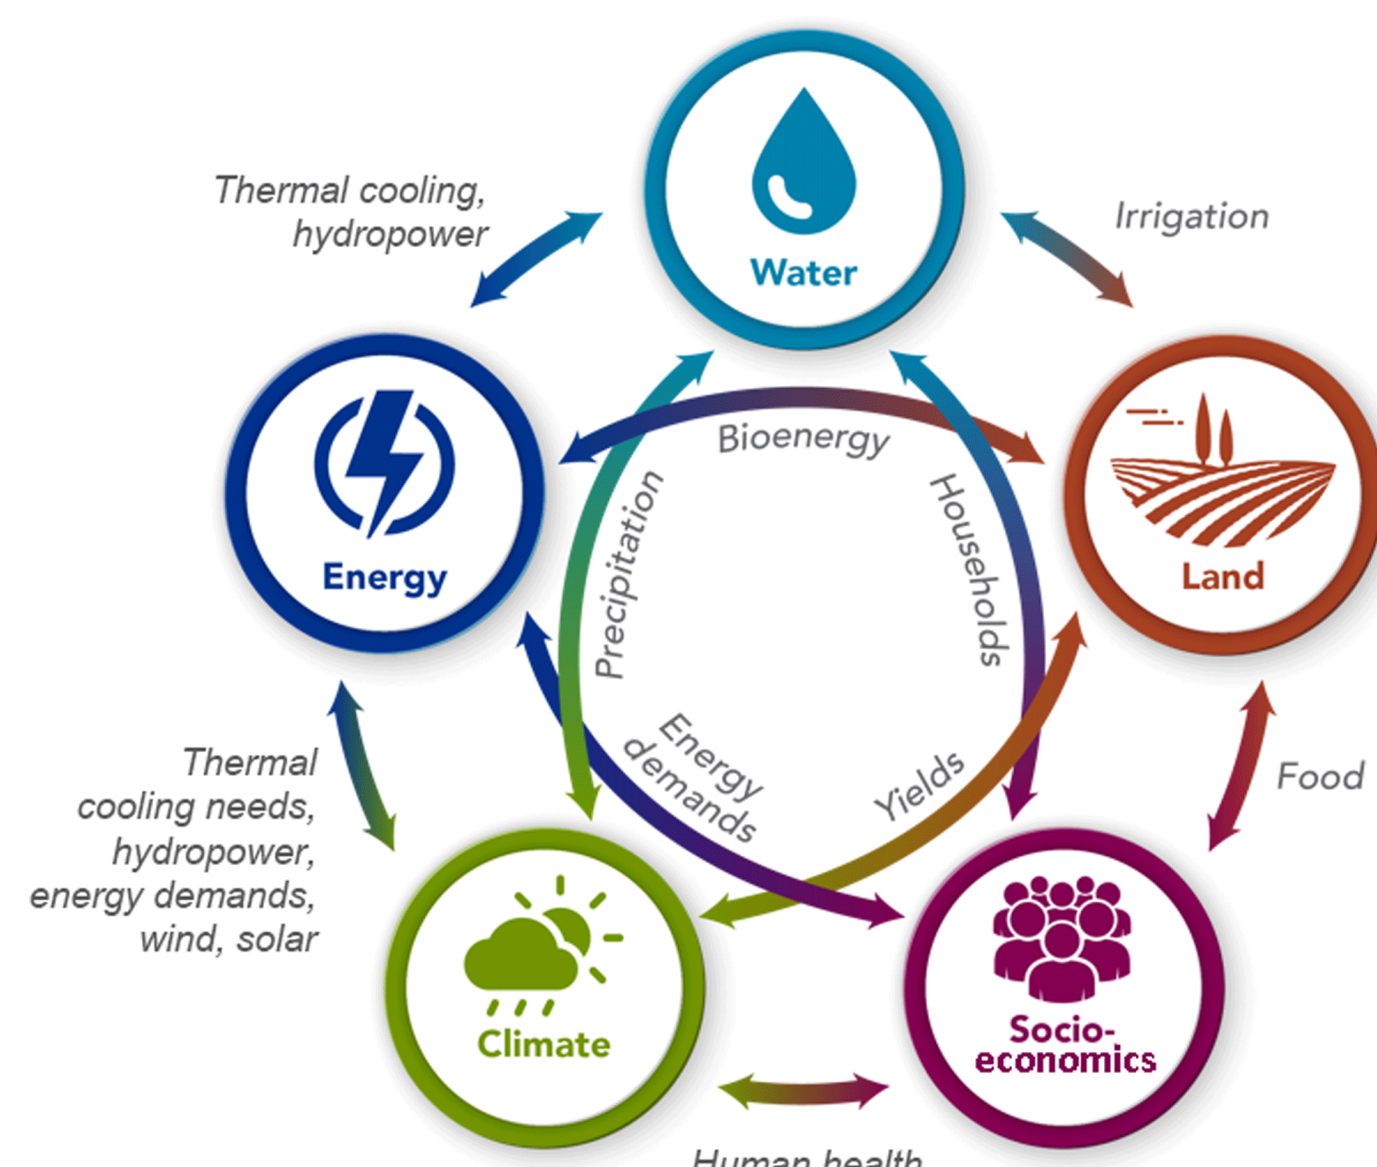 Water
Thermal cooling,
hydropower
Irrigation
Energy
Bioenergy
Land
Precipitation
Households
Energy
demands
Yields
Thermal
cooling needs,
hydropower,
energy demands,
wind, solar
Food
Climate
Socio-
economics
Human health